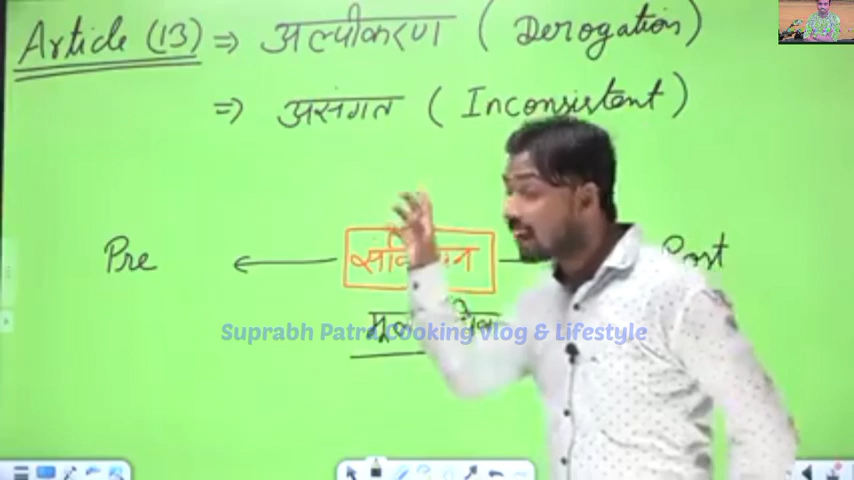 Article (13) ⇒ अल्पीकरण ( Derogation)
⇒ असंगत ( Inconsistent )
Pre Post
Suprabh Patra Cooking Vlog & Lifestyle